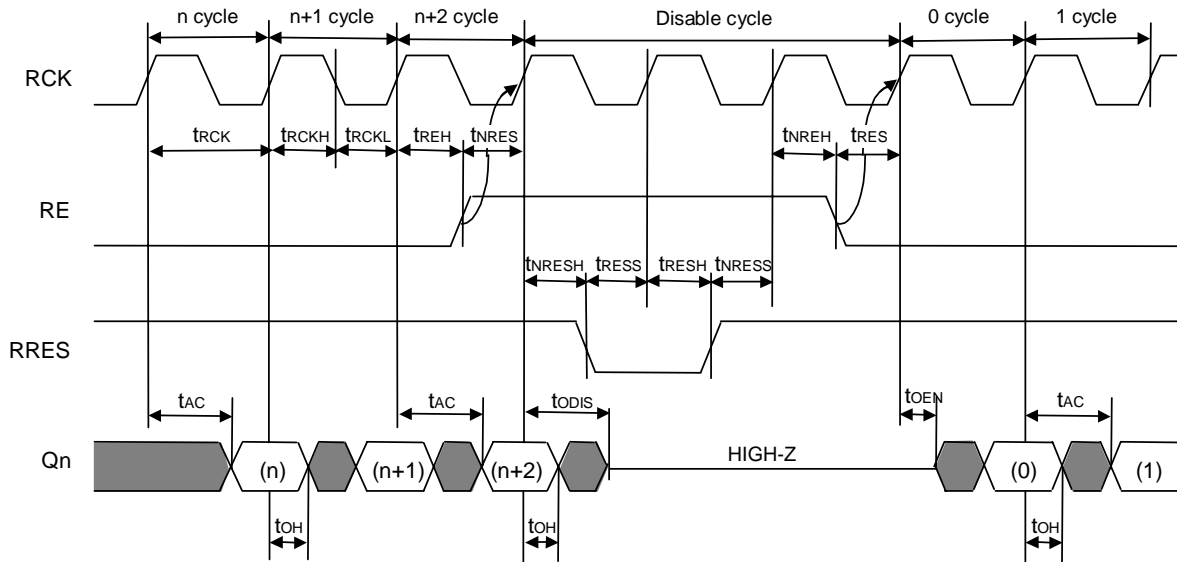 n cycle n+1 cycle n+2 cycle Disable cycle 0 cycle 1 cycle
RCK
tRCK tRCKH tRCKL tREH tNRES tNREH tRES
RE
tNRESH tRESS tRESH tNRESS
RRES
tAC tAC tODIS tOEN tAC
Qn (n) (n+1) (n+2) HIGH-Z (0) (1)
tOH tOH tOH